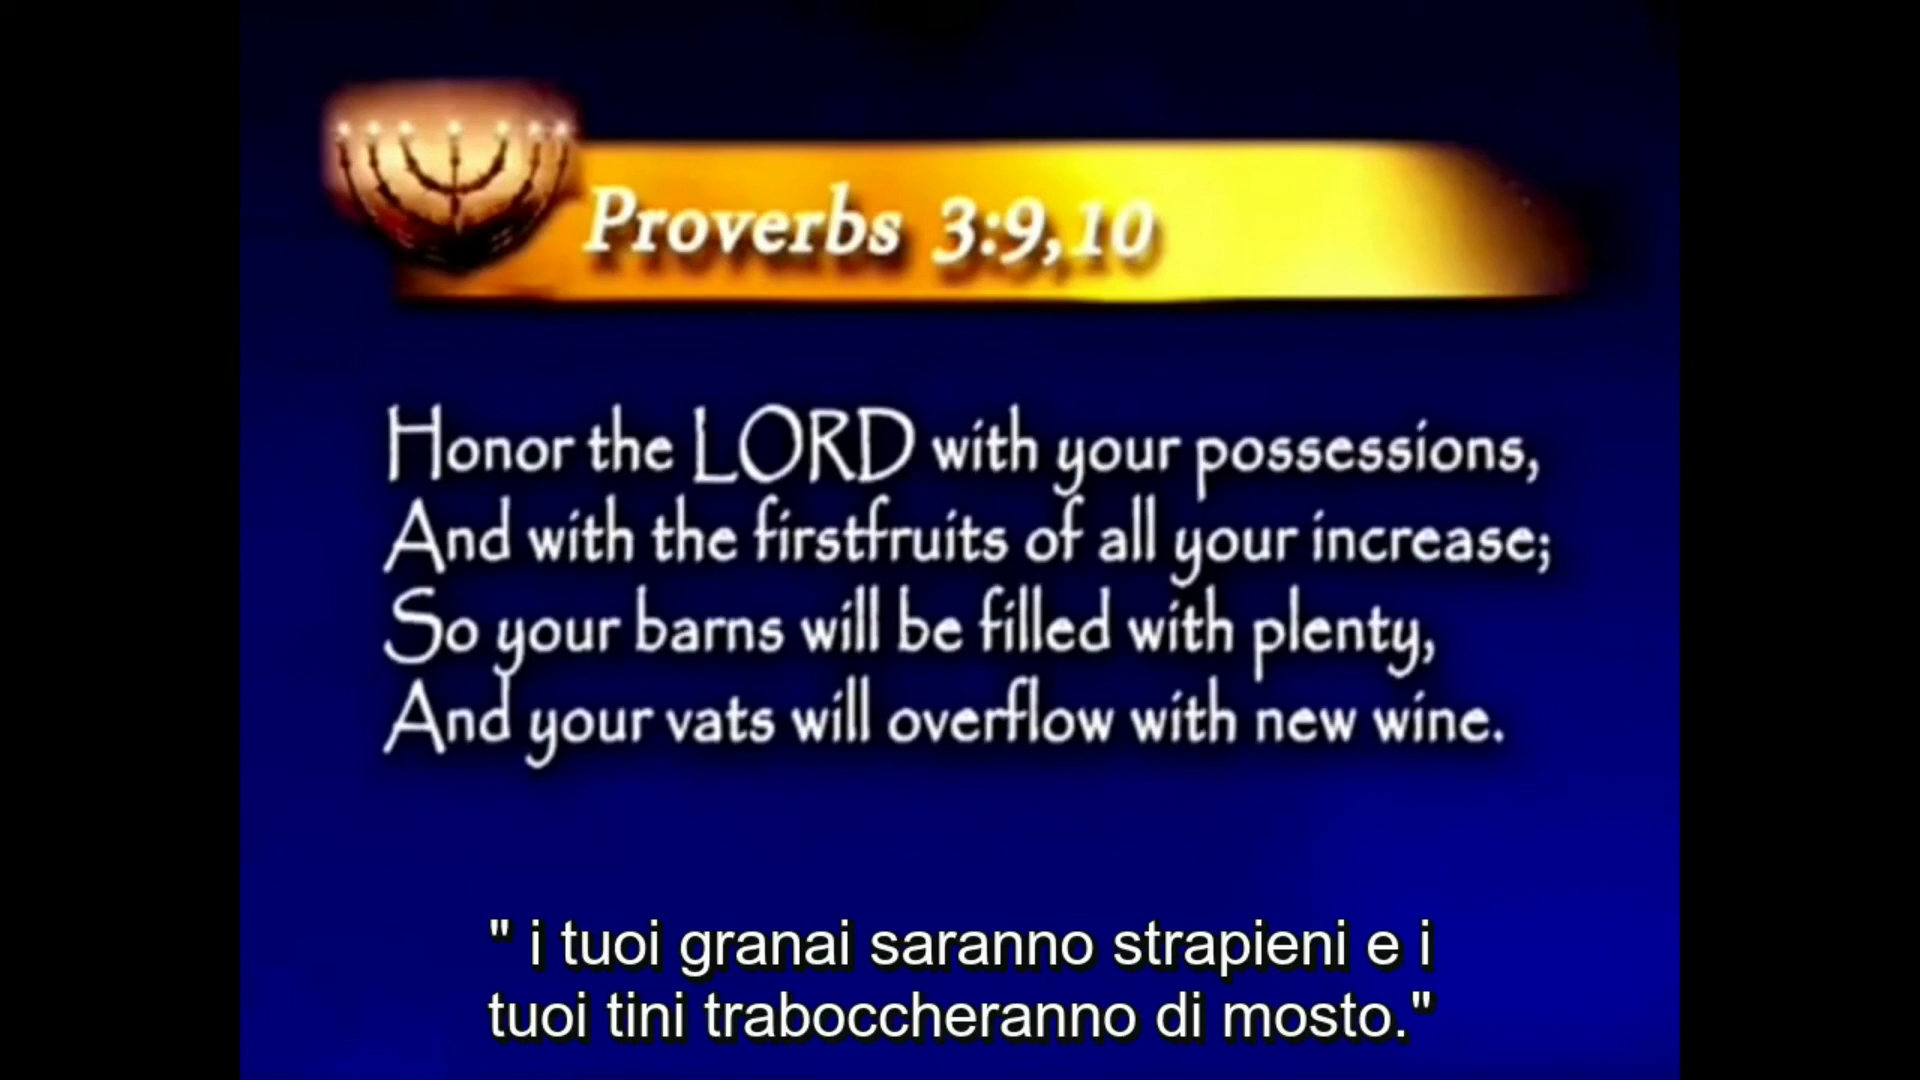 Proverbs 3:9,10
Honor the LORD with your possessions,
And with the firstfruits of all your increase;
So your barns will be filled with plenty,
And your vats will overflow with new wine.
" i tuoi granai saranno strapieni e i
tuoi tini traboccheranno di mosto."